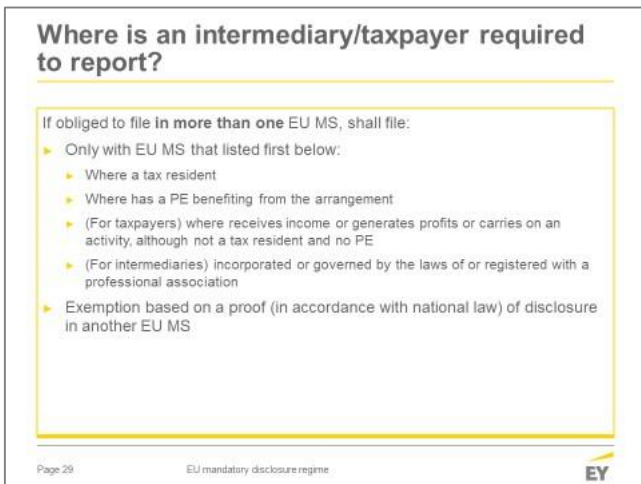 Where is an intermediary/taxpayer required
to report?
If obliged to file in more than one EU MS, shall file:
► Only with EU MS that listed first below:
► Where a tax resident
► Where has a PE benefiting from the arrangement
► (For taxpayers) where receives income or generates profits or carries on an
activity, although not a tax resident and no PE
► (For intermediaries) incorporated or governed by the laws of or registered with a
professional association
► Exemption based on a proof (in accordance with national law) of disclosure
in another EU MS
Page 29 EU mandatory disclosure regime EY